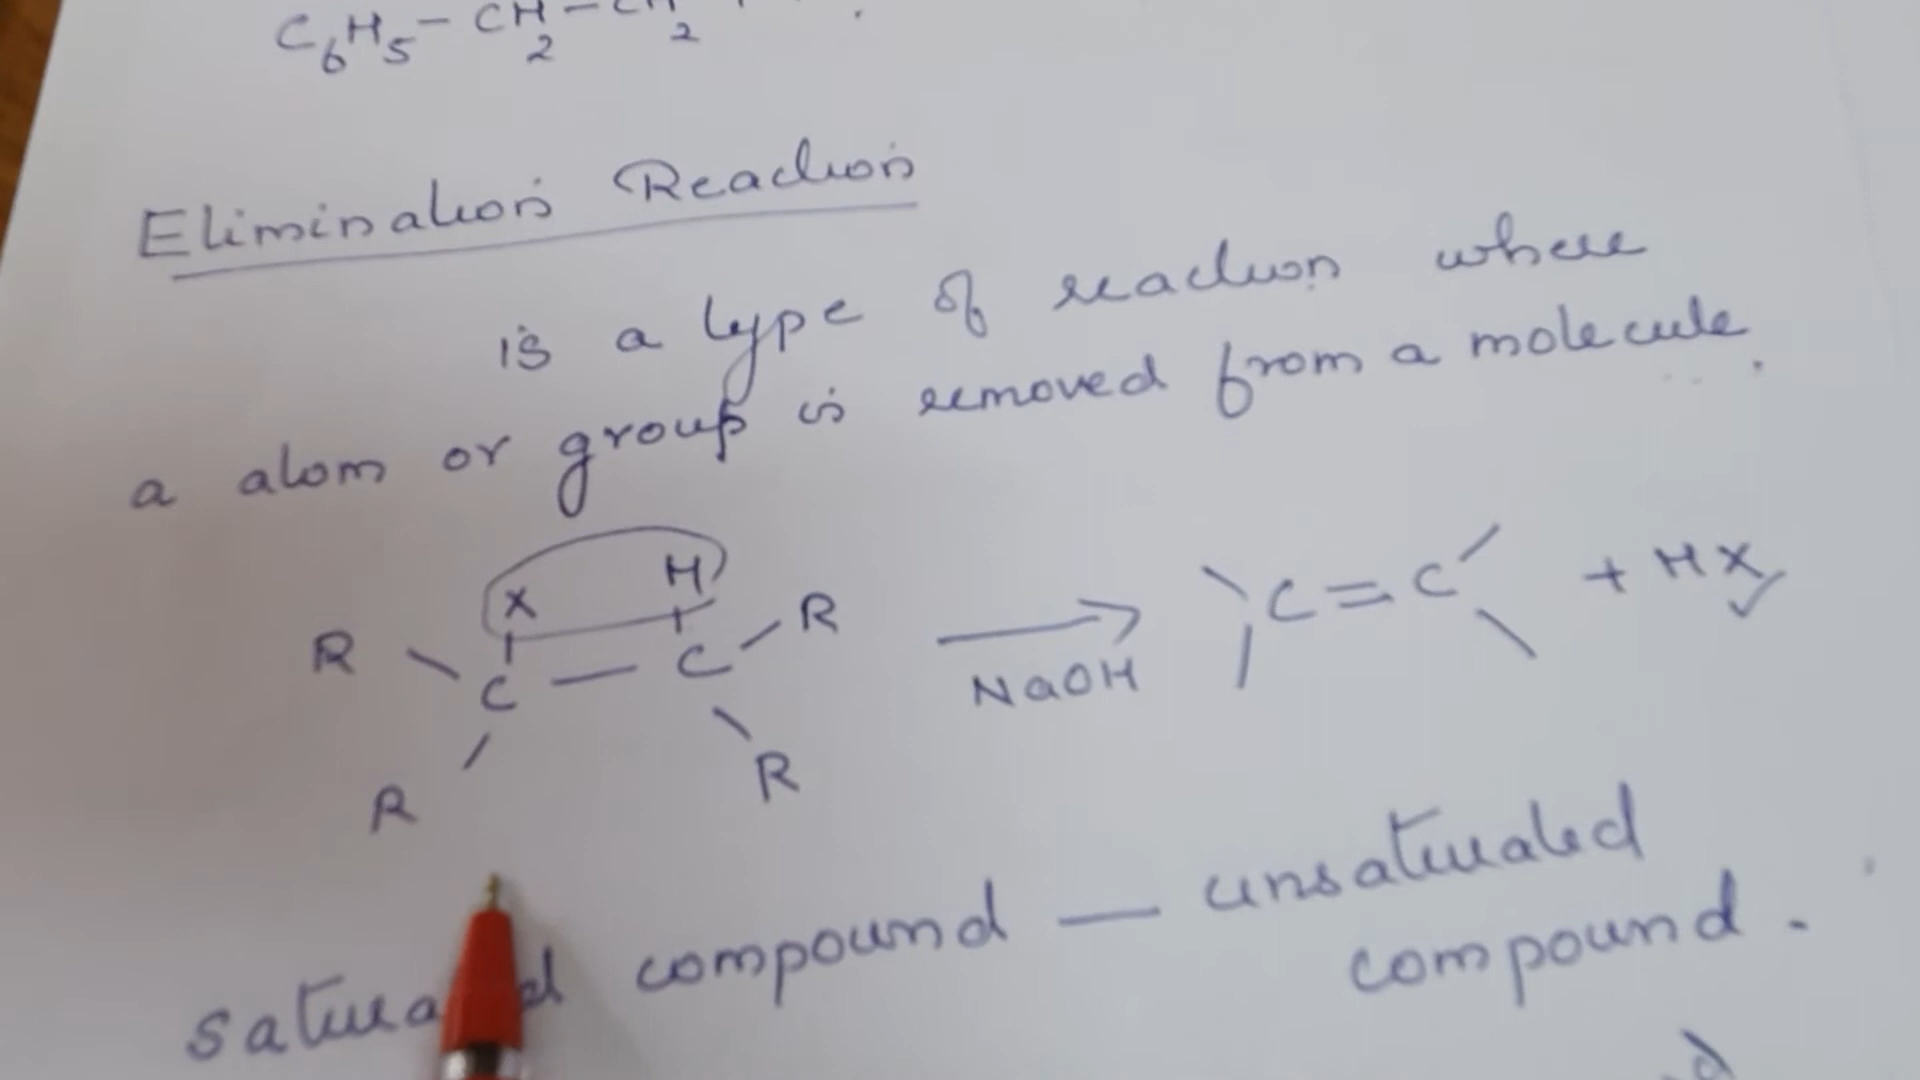 C6H5 - CH2 - CH2
Elimination Reaction
is a type of reaction where
a atom or group is removed from a molecule.
X H
R R
C — C
NaOH
C = C + HX
R R
compound — unsaturated
compound.